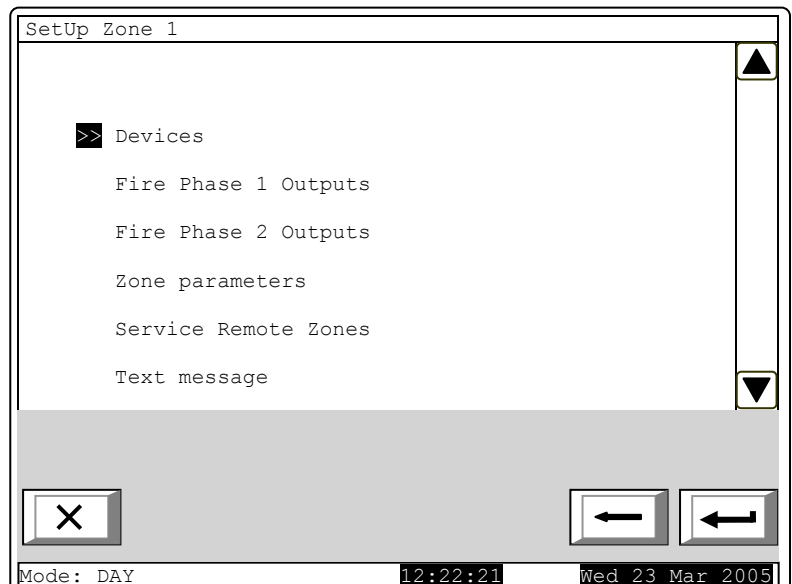 SetUp Zone 1
>> Devices
Fire Phase 1 Outputs
Fire Phase 2 Outputs
Zone parameters
Service Remote Zones
Text message
Mode: DAY 12:22:21 Wed 23 Mar 2005